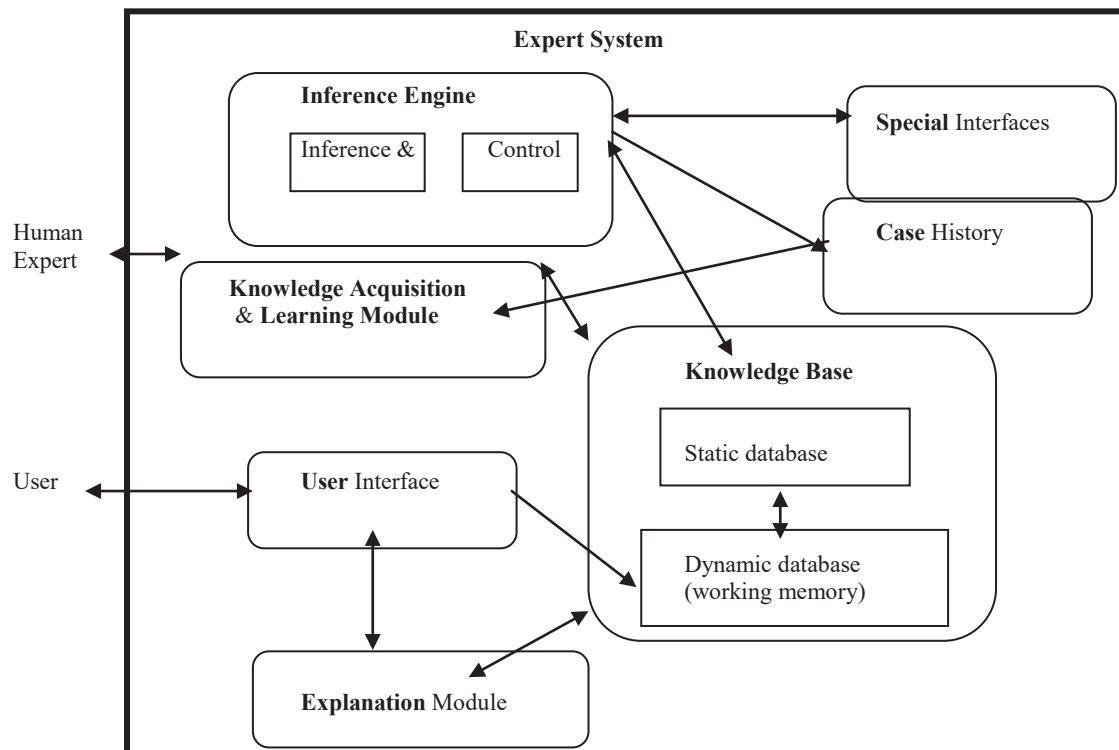 Expert System
Inference Engine
Inference &
Control
Special Interfaces
Human
Expert
Case History
Knowledge Acquisition
& Learning Module
Knowledge Base
Static database
User
User Interface
Dynamic database
(working memory)
Explanation Module